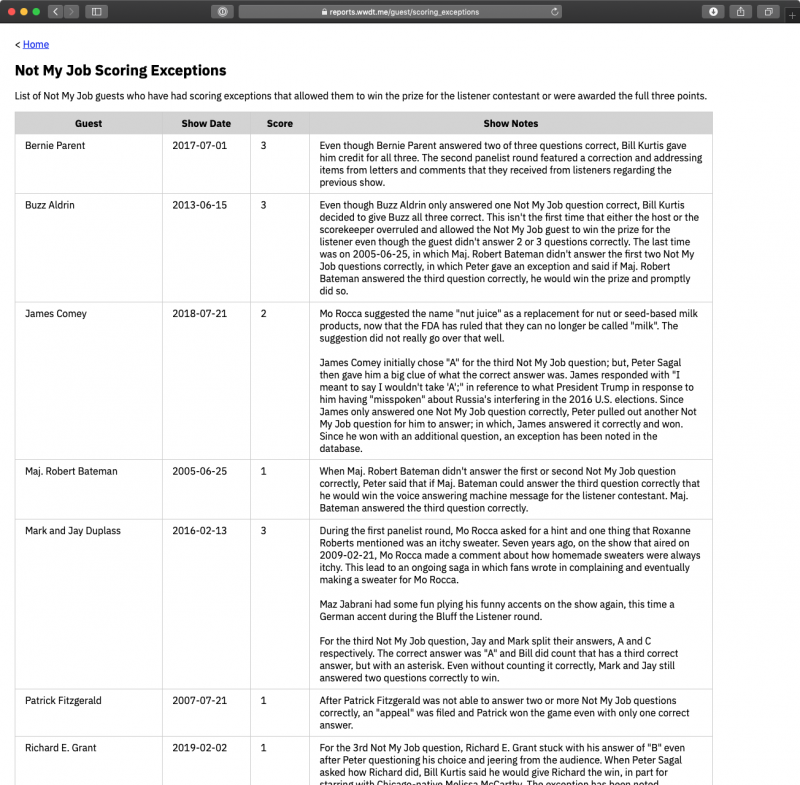 reports.wwdt.me/guest/scoring_exceptions
< Home
Not My Job Scoring Exceptions
List of Not My Job guests who have had scoring exceptions that allowed them to win the prize for the listener contestant or were awarded the full three points.
Guest Show Date Score Show Notes
Bernie Parent 2017-07-01 3 Even though Bernie Parent answered two of three questions correct, Bill Kurtis gave
him credit for all three. The second panelist round featured a correction and addressing
items from letters and comments that they received from listeners regarding the
previous show.
Buzz Aldrin 2013-06-15 3 Even though Buzz Aldrin only answered one Not My Job question correct, Bill Kurtis
decided to give Buzz all three correct. This isn't the first time that either the host or the
scorekeeper overruled and allowed the Not My Job guest to win the prize for the
listener even though the guest didn't answer 2 or 3 questions correctly. The last time
was on 2005-06-25, in which Maj. Robert Bateman didn't answer the first two Not My
Job questions correctly, in which Peter gave an exception and said if Maj. Robert
Bateman answered the third question correctly, he would win the prize and promptly
did so.
James Comey 2018-07-21 2 Mo Rocca suggested the name "nut juice" as a replacement for nut or seed-based milk
products, now that the FDA has ruled that they can no longer be called "milk". The
suggestion did not really go over that well.
James Comey initially chose "A" for the third Not My Job question; but, Peter Sagal
then gave him a big clue of what the correct answer was. James responded with "I
meant to say I wouldn't take 'A';" in reference to what President Trump in response to
him having "misspoken" about Russia's interfering in the 2016 U.S. elections. Since
James only answered one Not My Job question correctly, Peter pulled out another Not
My Job question for him to answer; in which, James answered it correctly and won.
Since he won with an additional question, an exception has been noted in the
database.
Maj. Robert Bateman 2005-06-25 1 When Maj. Robert Bateman didn't answer the first or second Not My Job question
correctly, Peter said that if Maj. Bateman could answer the third question correctly that
he would win the voice answering machine message for the listener contestant. Maj.
Bateman answered the third question correctly.
Mark and Jay Duplass 2016-02-13 3 During the first panelist round, Mo Rocca asked for a hint and one thing that Roxanne
Roberts mentioned was an itchy sweater. Seven years ago, on the show that aired on
2009-02-21, Mo Rocca made a comment about how homemade sweaters were always
itchy. This lead to an ongoing saga in which fans wrote in complaining and eventually
making a sweater for Mo Rocca.
Maz Jabrani had some fun plying his funny accents on the show again, this time a
German accent during the Bluff the Listener round.
For the third Not My Job question, Jay and Mark split their answers, A and C
respectively. The correct answer was "A" and Bill did count that has a third correct
answer, but with an asterisk. Even without counting it correctly, Mark and Jay still
answered two questions correctly to win.
Patrick Fitzgerald 2007-07-21 1 After Patrick Fitzgerald was not able to answer two or more Not My Job questions
correctly, an "appeal" was filed and Patrick won the game even with only one correct
answer.
Richard E. Grant 2019-02-02 1 For the 3rd Not My Job question, Richard E. Grant stuck with his answer of "B" even
after Peter questioning his choice and jeering from the audience. When Peter Sagal
asked how Richard did, Bill Kurtis said he would give Richard the win, in part for
starring with Chicago-native Melissa McCarthy. The exception has been noted